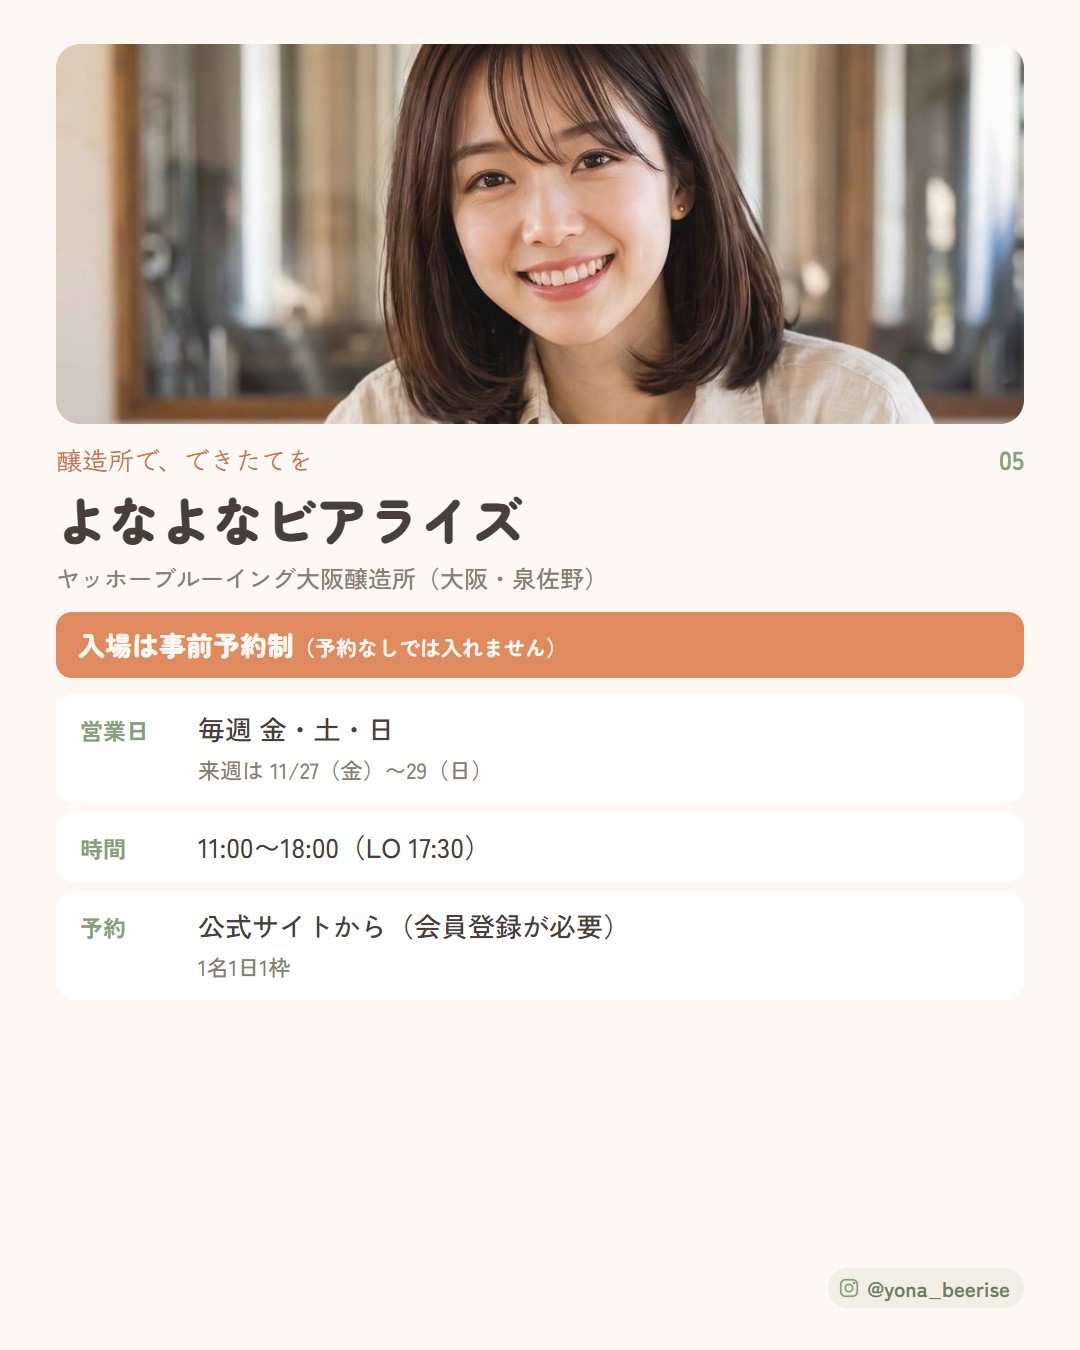 醸造所で、できたてを
05
よなよなビアライズ
ヤッホーブルーイング大阪醸造所（大阪・泉佐野）
入場は事前予約制（予約なしでは入れません）
営業日 毎週 金・土・日
来週は 11/27（金）〜29（日）
時間 11:00〜18:00（LO 17:30）
予約 公式サイトから（会員登録が必要）
1名1日1枠
@yona_beerise